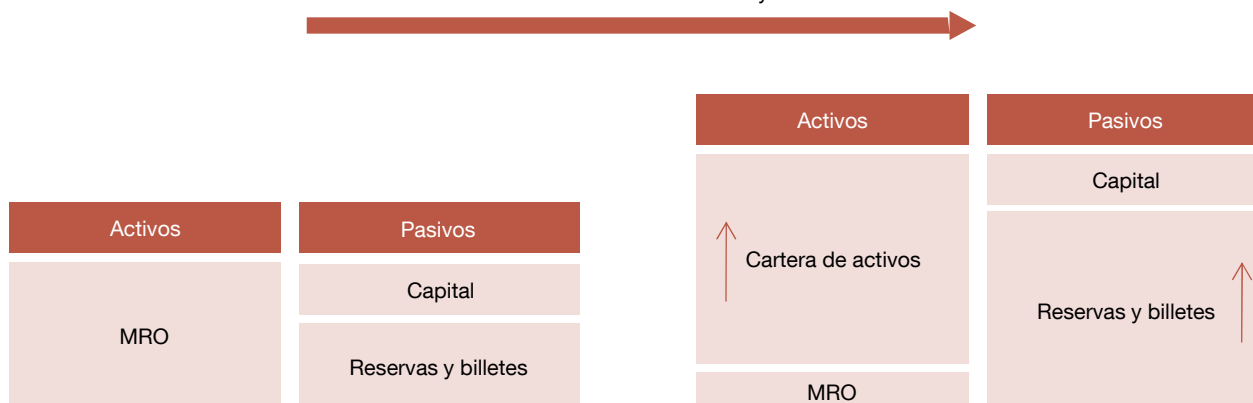 Activos
Pasivos
MRO
Capital
Reservas y billetes
Activos
Pasivos
Cartera de activos
Capital
Reservas y billetes
MRO